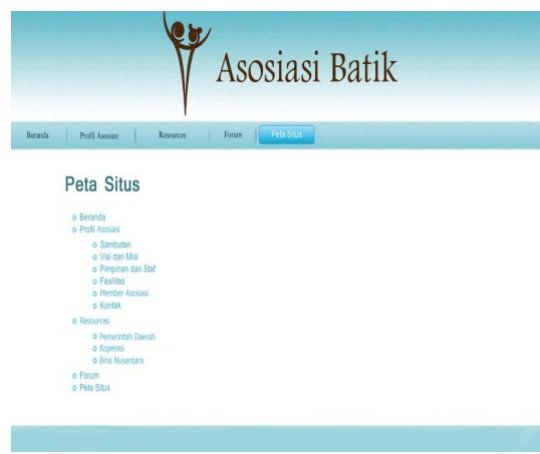 Asosiasi Batik
Beranda Profil Asosiasi Resources Forum Peta Situs
Peta Situs
Beranda
Profil Asosiasi
Sambutan
Visi dan Misi
Pimpinan dan Staf
Fasilitas
Member Asosiasi
Kontak
Resources
Pemerintah Daerah
Koperasi
Bina Nusantara
Forum
Peta Situs